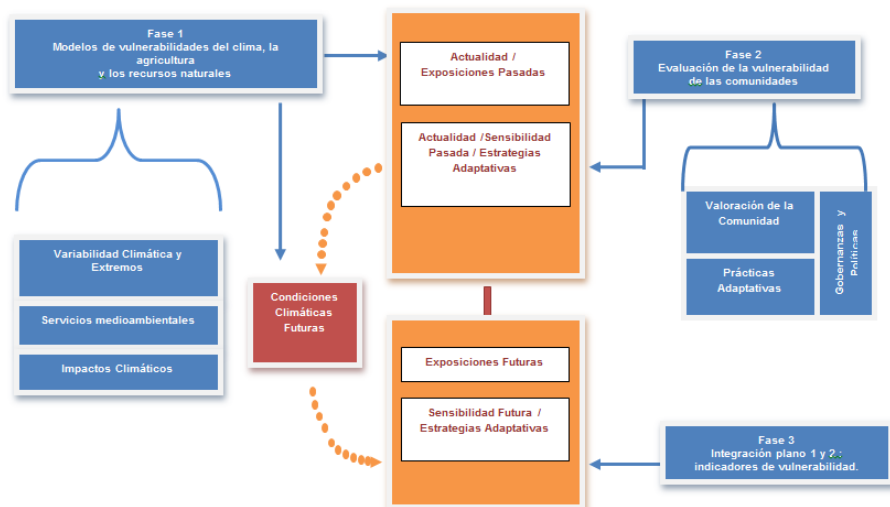 Fase 1
Modelos de vulnerabilidades del clima, la
agricultura
y los recursos naturales
Actualidad /
Exposiciones Pasadas
Fase 2
Evaluación de la vulnerabilidad
de las comunidades
Actualidad /Sensibilidad
Pasada / Estrategias
Adaptativas
Valoración de la
Comunidad
Prácticas
Adaptativas
Gobernanzas y
Políticas
Variabilidad Climática y
Extremos
Servicios medioambientales
Impactos Climáticos
Condiciones
Climáticas
Futuras
Exposiciones Futuras
Sensibilidad Futura /
Estrategias Adaptativas
Fase 3
Integración plano 1 y 2 :
indicadores de vulnerabilidad.